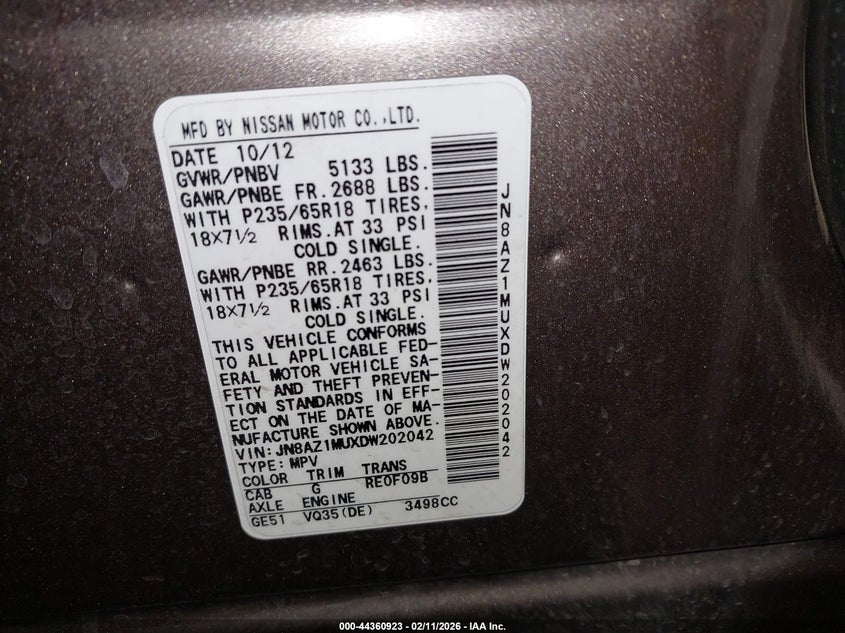 MFD BY NISSAN MOTOR CO.,LTD.
DATE 10/12
GVWR/PNBV 5133 LBS.
GAWR/PNBE FR. 2688 LBS.
WITH P235/65R18 TIRES,
18X7½ RIMS.AT 33 PSI
COLD SINGLE.
GAWR/PNBE RR. 2463 LBS.
WITH P235/65R18 TIRES,
18X7½ RIMS.AT 33 PSI
COLD SINGLE.
THIS VEHICLE CONFORMS
TO ALL APPLICABLE FED-
ERAL MOTOR VEHICLE SA-
FETY AND THEFT PREVEN-
TION STANDARDS IN EFF-
ECT ON THE DATE OF MA-
NUFACTURE SHOWN ABOVE.
VIN:JN8AZ1MUXDW202042
TYPE:MPV
COLOR TRIM TRANS
CAB G RE0F09B
AXLE ENGINE
GE51 VQ35(DE) 3498CC
JN8AZ1MUXDW202042
000-44360923 - 02/11/2026 - IAA Inc.